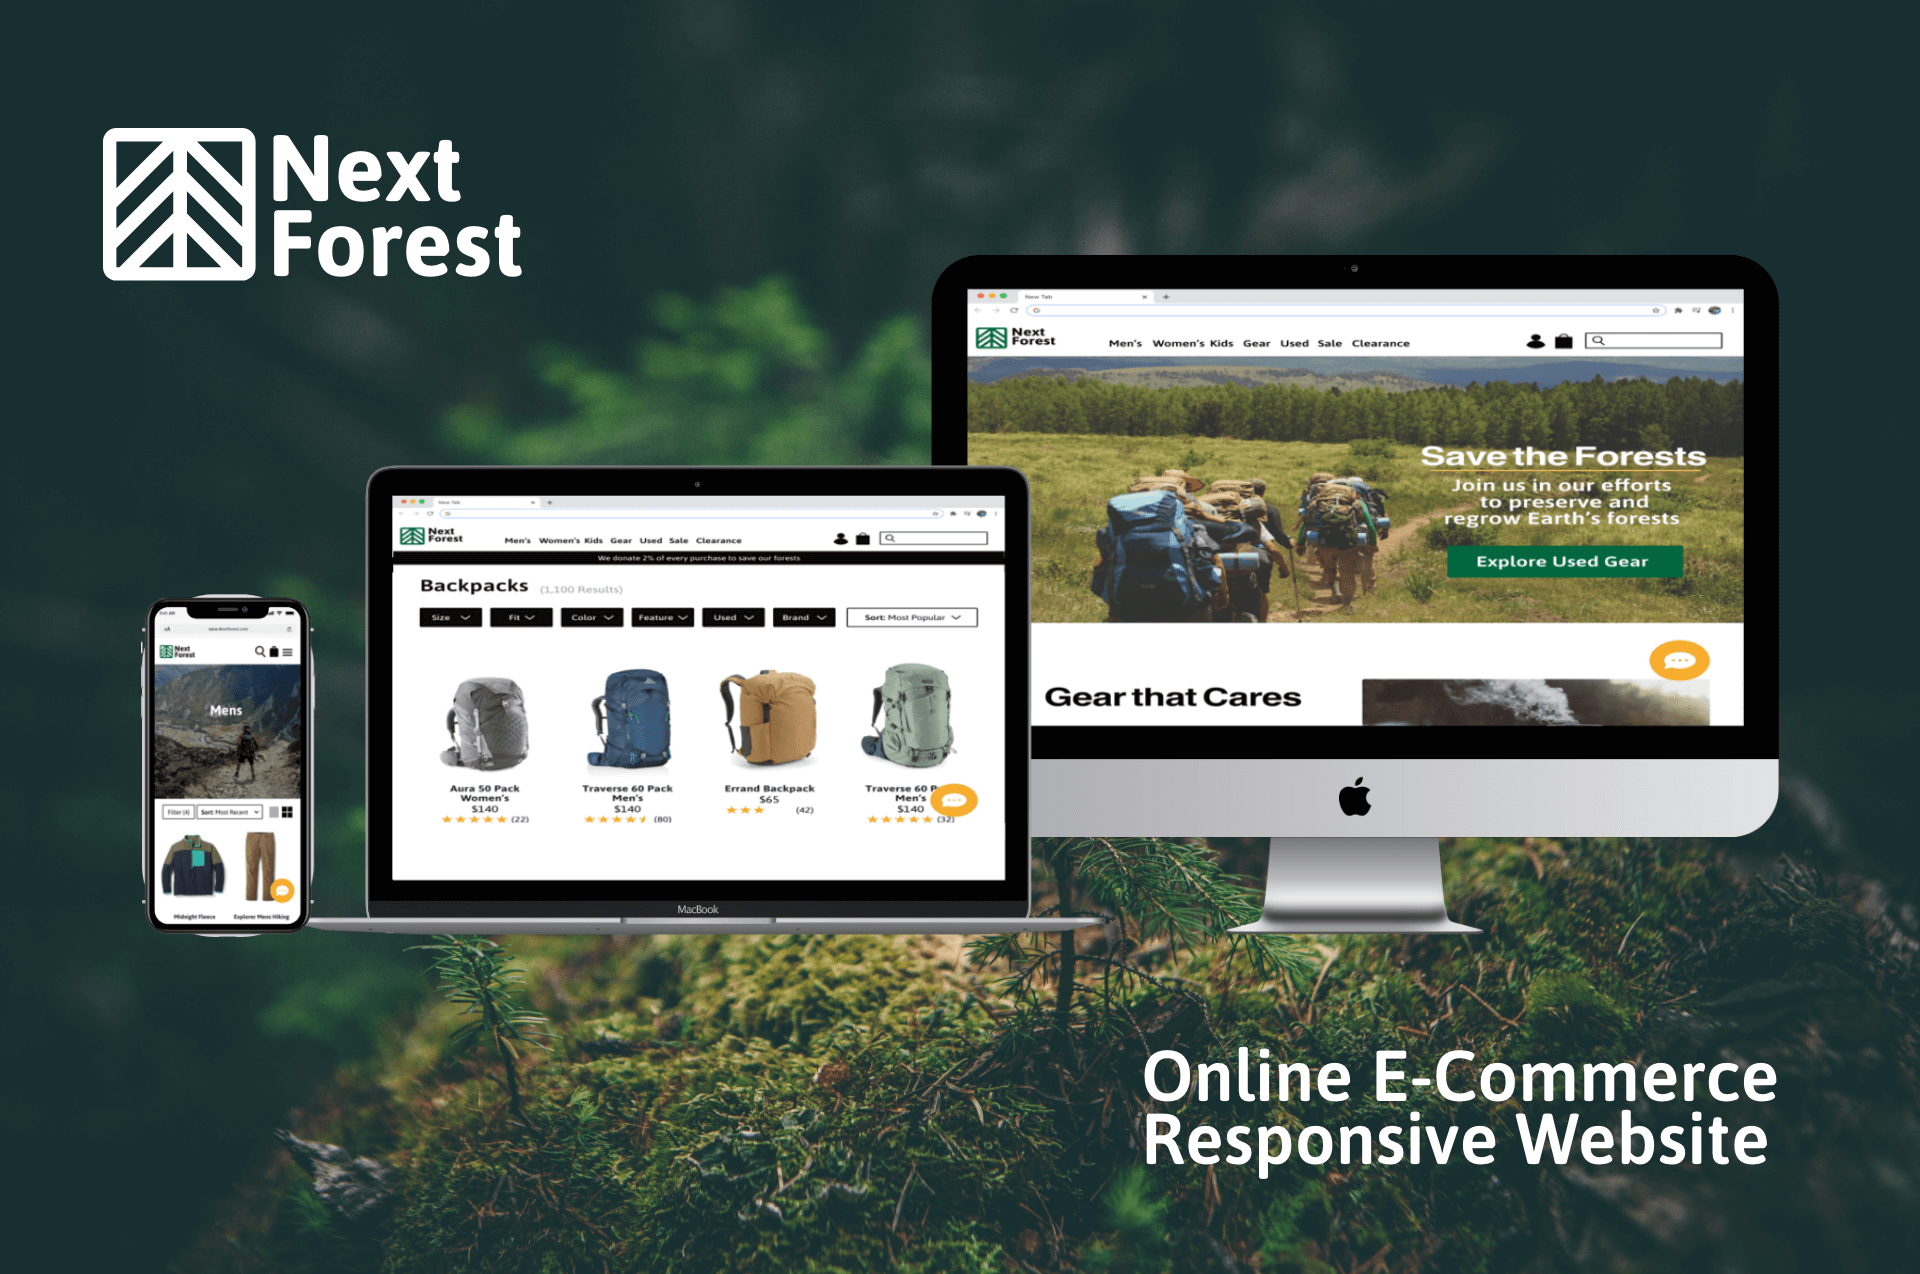 Next
Forest
New Tab
Next
Forest
Men's Women's Kids Gear Used Sale Clearance
Save the Forests
Join us in our efforts
to preserve and
regrow Earth's forests
Explore Used Gear
Gear that Cares
New Tab
Next
Forest
Men's Women's Kids Gear Used Sale Clearance
We donate 2% of every purchase to save our forests
Backpacks (1,100 Results)
Size Fit Color Feature Used Brand Sort: Most Popular
Aura 50 Pack
Women's
$140
(22)
Traverse 60 Pack
Men's
$140
(80)
Errand Backpack
$65
(42)
Traverse 60 P
Men's
$140
(32)
MacBook
Next
Forest
Mens
Filter (4) Sort: Most Recent
Midnight Fleece Explorer Mens Hiking
Online E-Commerce
Responsive Website